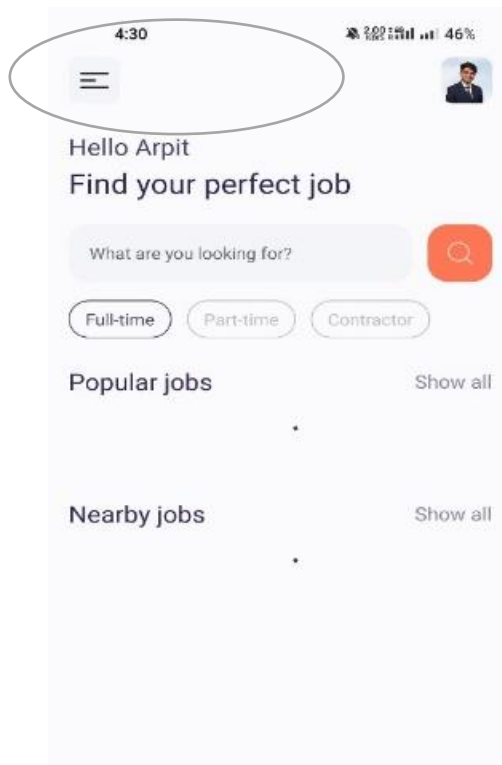 4:30 46%
Hello Arpit
Find your perfect job
What are you looking for?
Full-time Part-time Contractor
Popular jobs Show all
Nearby jobs Show all